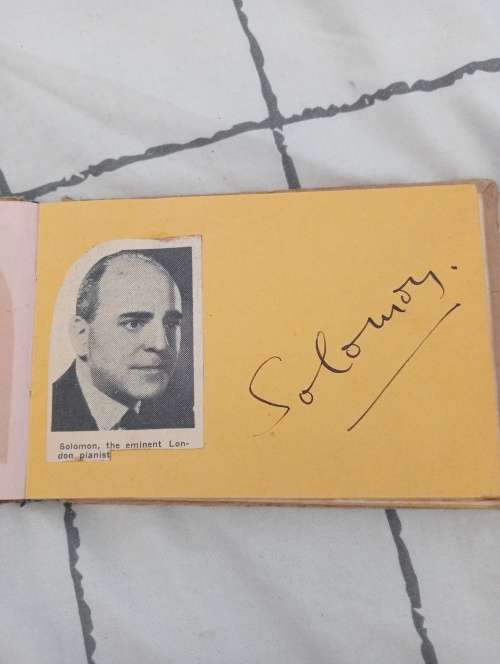 Solomon, the eminent Lon-
don pianist
Solomon.